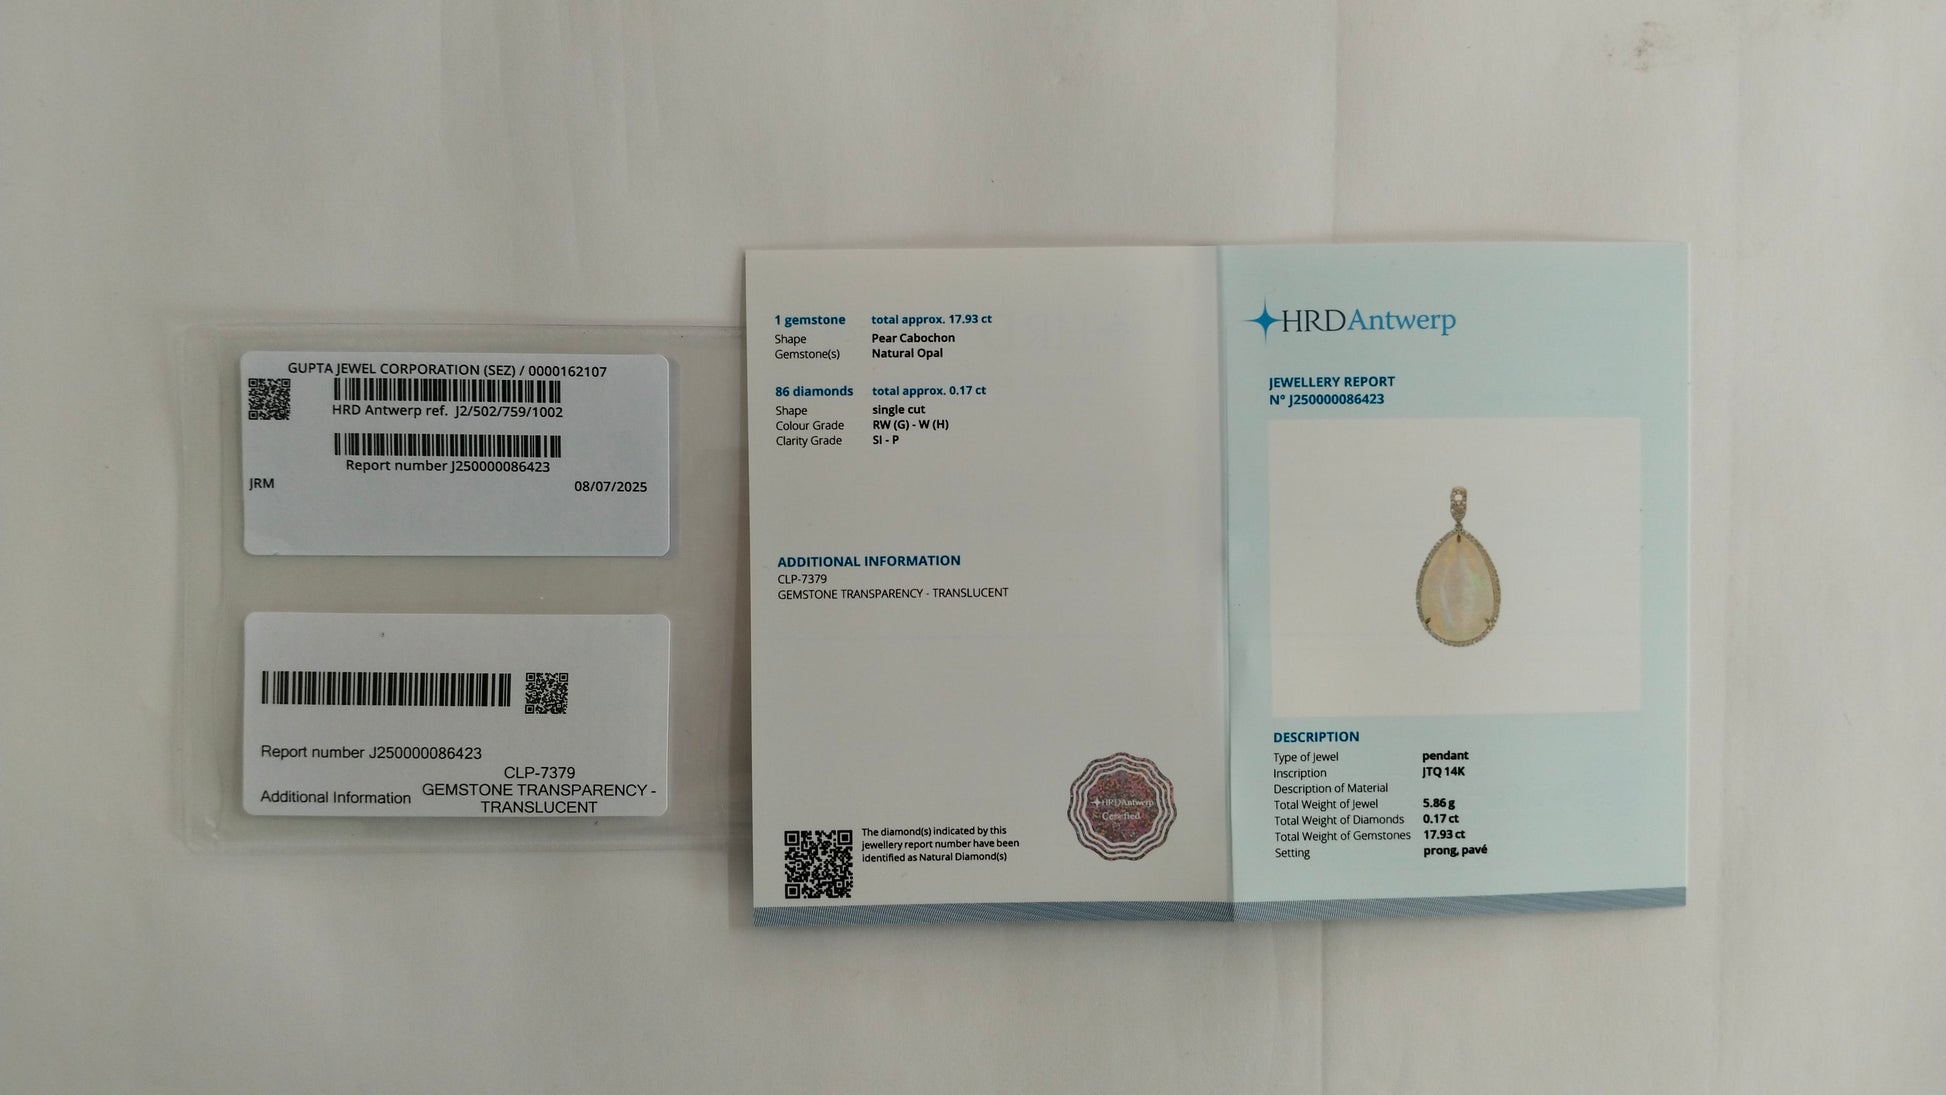 GUPTA JEWEL CORPORATION (SEZ) / 0000162107
HRD Antwerp ref. J2/502/759/1002
Report number J250000086423
JRM
08/07/2025
Report number J250000086423
CLP-7379
Additional Information GEMSTONE TRANSPARENCY -
TRANSLUCENT
1 gemstone total approx. 17.93 ct
Shape Pear Cabochon
Gemstone(s) Natural Opal
86 diamonds total approx. 0.17 ct
Shape single cut
Colour Grade RW (G) - W (H)
Clarity Grade SI - P
ADDITIONAL INFORMATION
CLP-7379
GEMSTONE TRANSPARENCY - TRANSLUCENT
The diamond(s) indicated by this
jewellery report number have been
identified as Natural Diamond(s)
HRDAntwerp
Certified
HRDAntwerp
JEWELLERY REPORT
N° J250000086423
DESCRIPTION
Type of Jewel pendant
Inscription JTQ 14K
Description of Material
Total Weight of Jewel 5.86 g
Total Weight of Diamonds 0.17 ct
Total Weight of Gemstones 17.93 ct
Setting prong, pavé